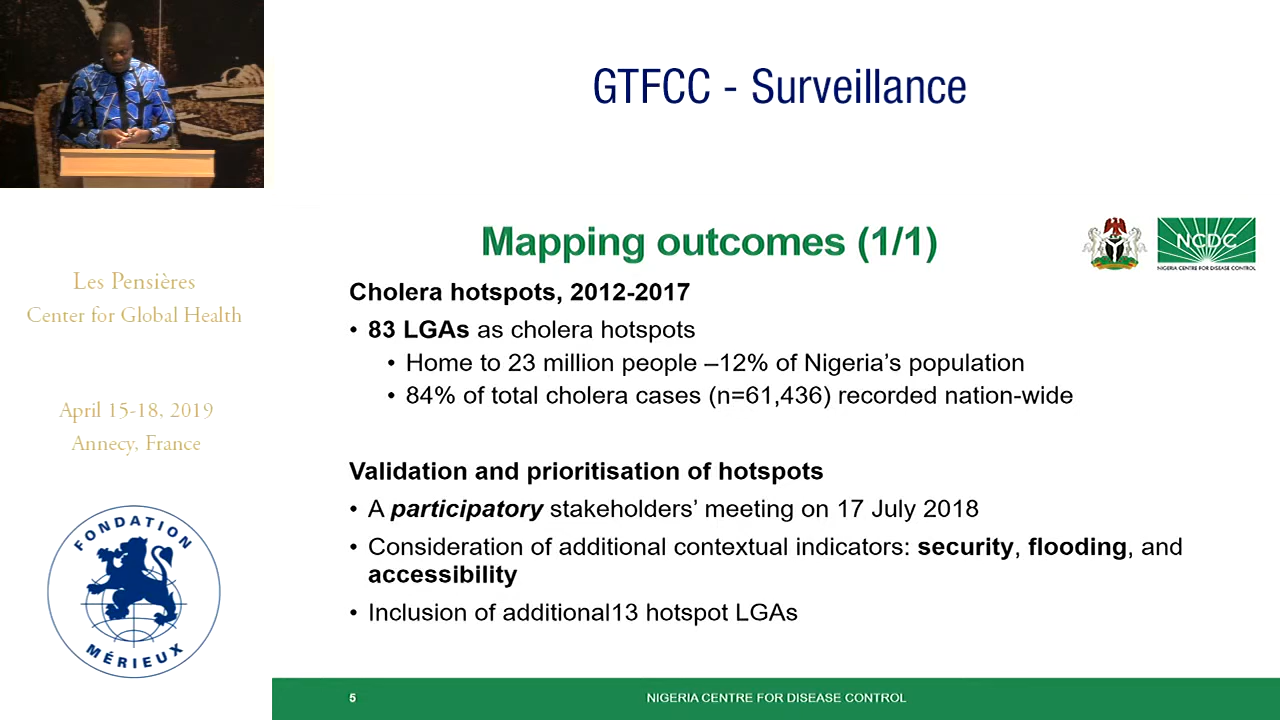 GTFCC - Surveillance
Mapping outcomes (1/1)
NCDC
NIGERIA CENTRE FOR DISEASE CONTROL
Les Pensières
Center for Global Health
April 15-18, 2019
Annecy, France
FONDATION
MÉRIEUX
Cholera hotspots, 2012-2017
• 83 LGAs as cholera hotspots
• Home to 23 million people –12% of Nigeria's population
• 84% of total cholera cases (n=61,436) recorded nation-wide
Validation and prioritisation of hotspots
• A participatory stakeholders' meeting on 17 July 2018
• Consideration of additional contextual indicators: security, flooding, and
accessibility
• Inclusion of additional13 hotspot LGAs
5
NIGERIA CENTRE FOR DISEASE CONTROL